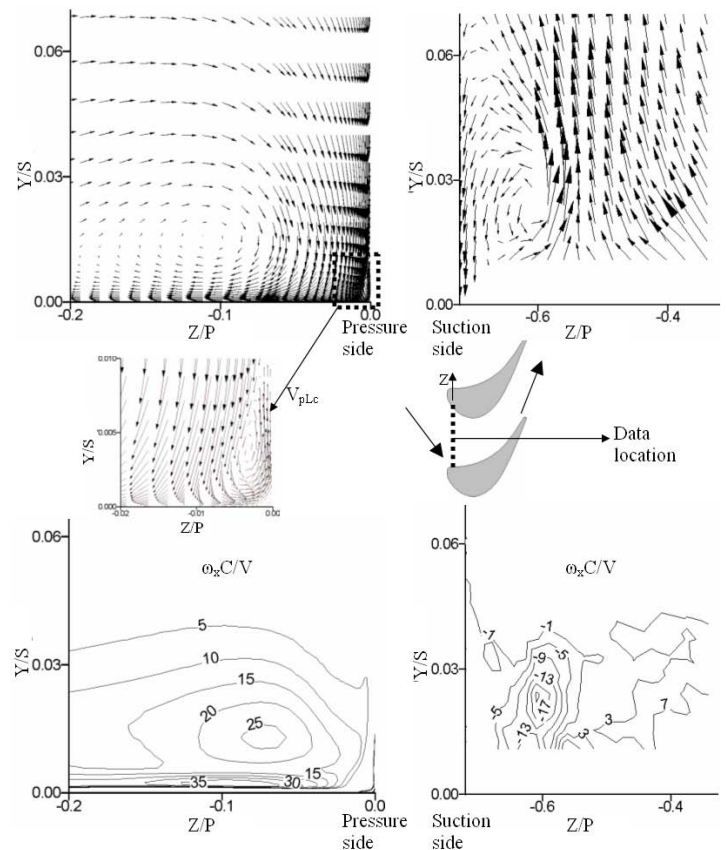 0.06
Y/S
0.03
0.00
-0.2
-0.1
0.0
Z/P
Pressure
side
0.06
'Y/S
0.03
0.00
-0.6
-0.4
Z/P
Suction
side
0.010
Y/S
0.005
0.000
-0.02
-0.01
0.00
Z/P
VpLc
Z
Data
location
0.06
Y/S
0.03
0.00
ωxC/V
5
10
15
20
25
15
35
30
-0.2
-0.1
0.0
Z/P
Pressure
side
0.06
'Y/S
0.03
0.00
ωxC/V
-1
-1
-5
-9
-13
-17
-5
-13
3
3
7
-0.6
-0.4
Z/P
Suction
side